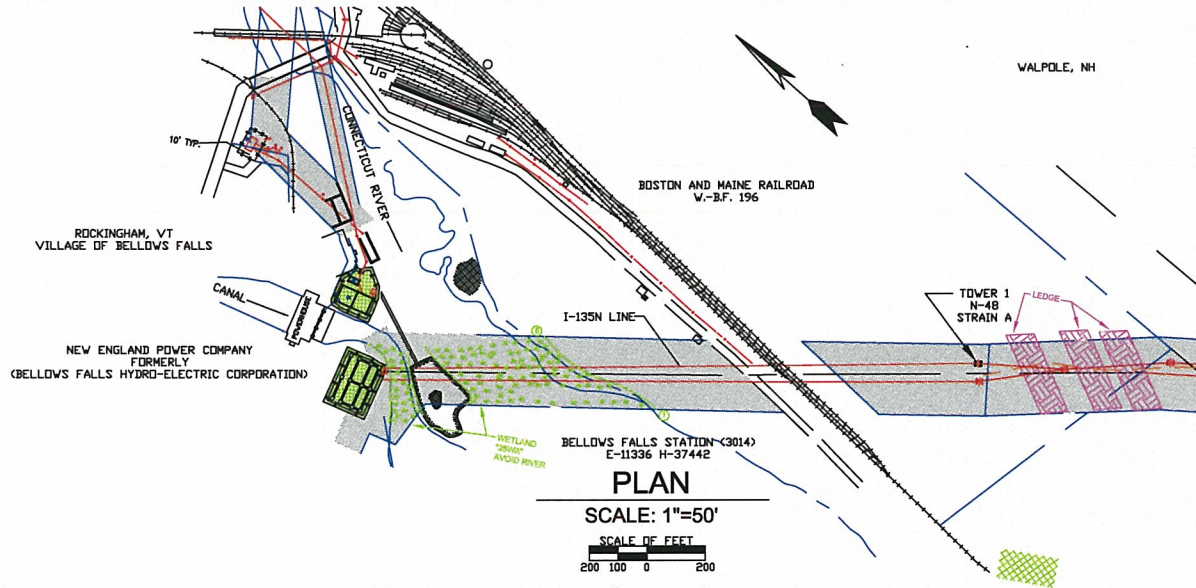 WALPOLE, NH
CONNECTICUT RIVER
10' TYP.
BOSTON AND MAINE RAILROAD
W.-B.F. 196
ROCKINGHAM, VT
VILLAGE OF BELLOWS FALLS
CANAL
POWERHOUSE
TOWER 1
N-48
STRAIN A
LEDGE
I-135N LINE
NEW ENGLAND POWER COMPANY
FORMERLY
(BELLOWS FALLS HYDRO-ELECTRIC CORPORATION)
WETLAND
"25WA"
AVOID RIVER
BELLOWS FALLS STATION (3014)
E-11336 H-37442
PLAN
SCALE: 1"=50'
SCALE OF FEET
200 100 0 200